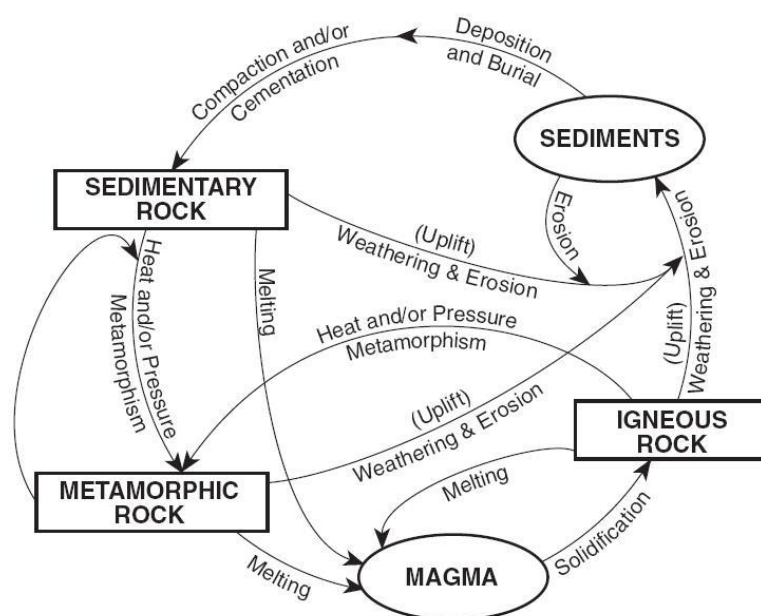 Deposition
and Burial
Compaction and/or
Cementation
SEDIMENTS
SEDIMENTARY
ROCK
Erosion
(Uplift)
Weathering & Erosion
(Uplift)
Weathering & Erosion
Melting
Heat and/or Pressure
Metamorphism
Heat and/or Pressure
Metamorphism
(Uplift)
Weathering & Erosion
IGNEOUS
ROCK
METAMORPHIC
ROCK
Melting
Melting
Solidification
MAGMA